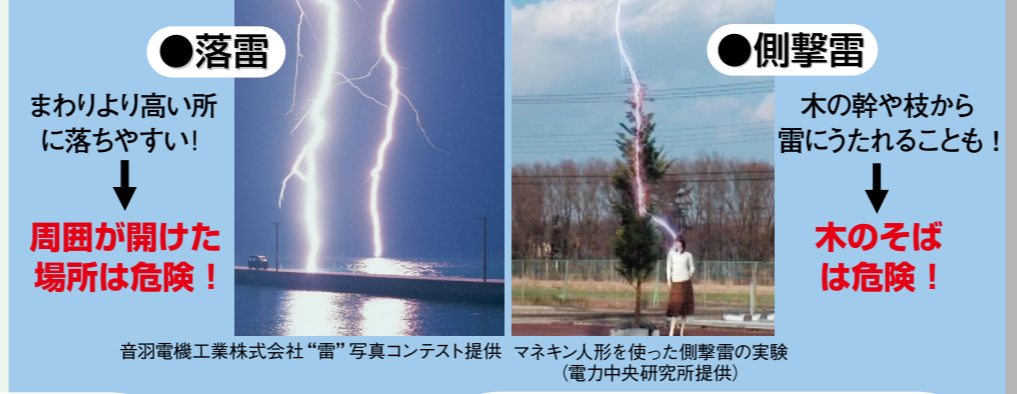 ●落雷
まわりより高い所
に落ちやすい!
周囲が開けた
場所は危険！
音羽電機工業株式会社“雷”写真コンテスト提供
●側撃雷
木の幹や枝から
雷にうたれることも！
木のそば
は危険！
マネキン人形を使った側撃雷の実験
（電力中央研究所提供）